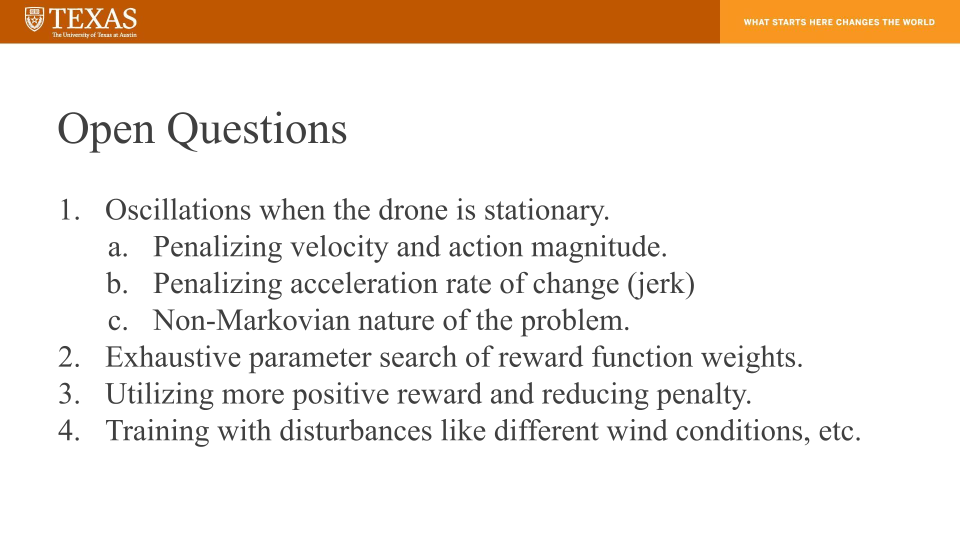 TEXAS
The University of Texas at Austin
WHAT STARTS HERE CHANGES THE WORLD
Open Questions
1. Oscillations when the drone is stationary.
a. Penalizing velocity and action magnitude.
b. Penalizing acceleration rate of change (jerk)
c. Non-Markovian nature of the problem.
2. Exhaustive parameter search of reward function weights.
3. Utilizing more positive reward and reducing penalty.
4. Training with disturbances like different wind conditions, etc.